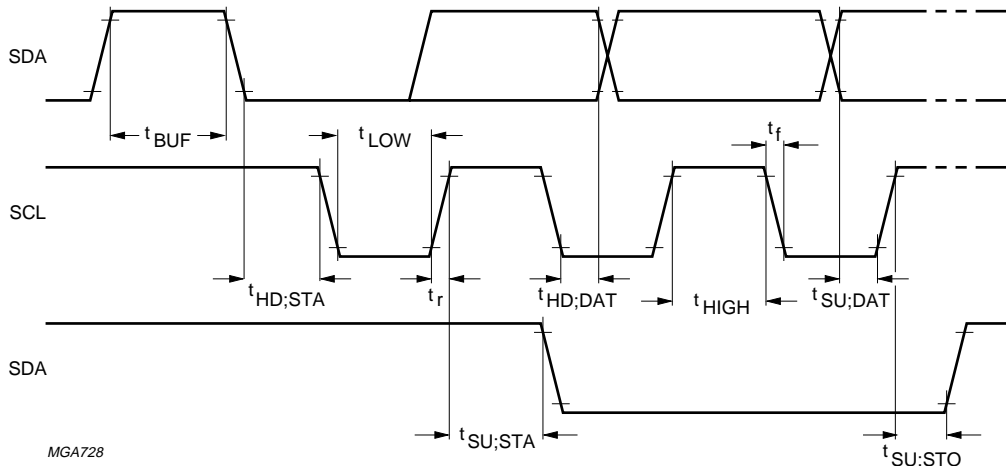 SDA
t BUF
t LOW
t f
SCL
t HD;STA
t r
t HD;DAT
t HIGH
t SU;DAT
SDA
t SU;STA
t SU;STO
MGA728